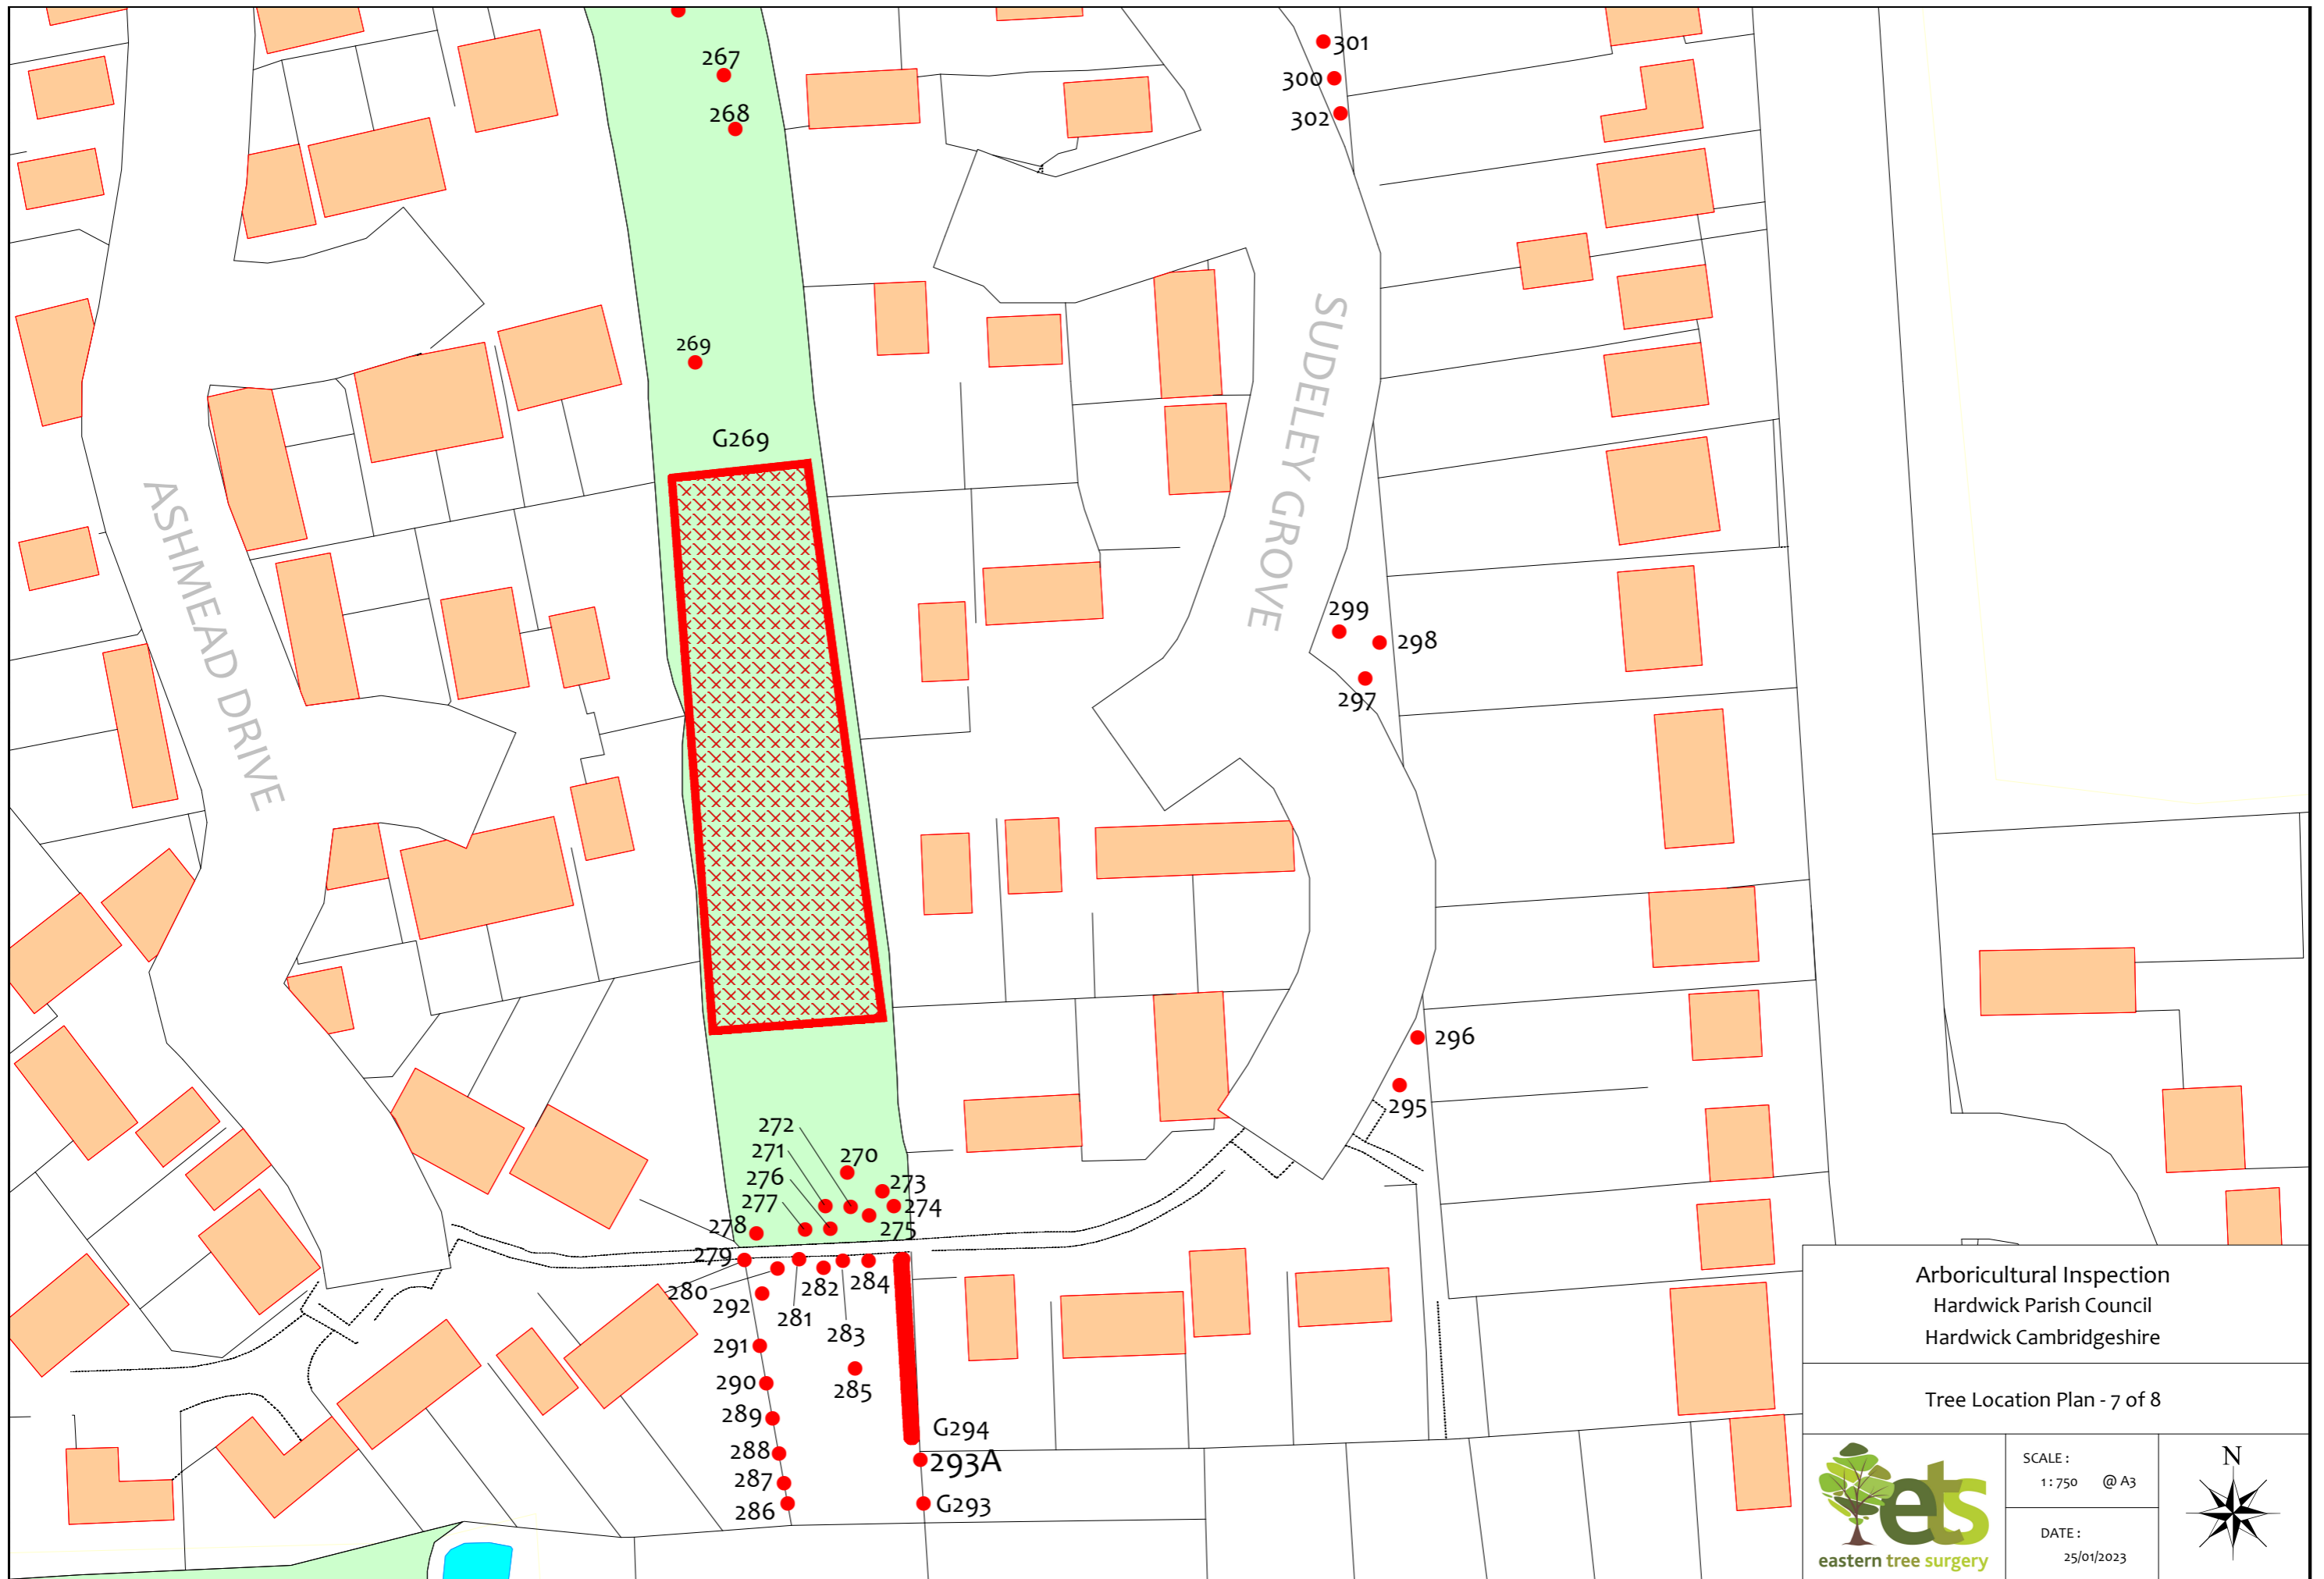 267
268
301
300
302
269
G269
SUDELEY GROVE
ASHMEAD DRIVE
299
298
297
296
295
272
271
270
276
273
277
274
278
275
279
280
282
284
292
281
283
291
290
285
289
G294
288
293A
287
G293
286
Arboricultural Inspection
Hardwick Parish Council
Hardwick Cambridgeshire
Tree Location Plan - 7 of 8
ets
eastern tree surgery
SCALE :
1 : 750 @ A3
DATE :
25/01/2023
N